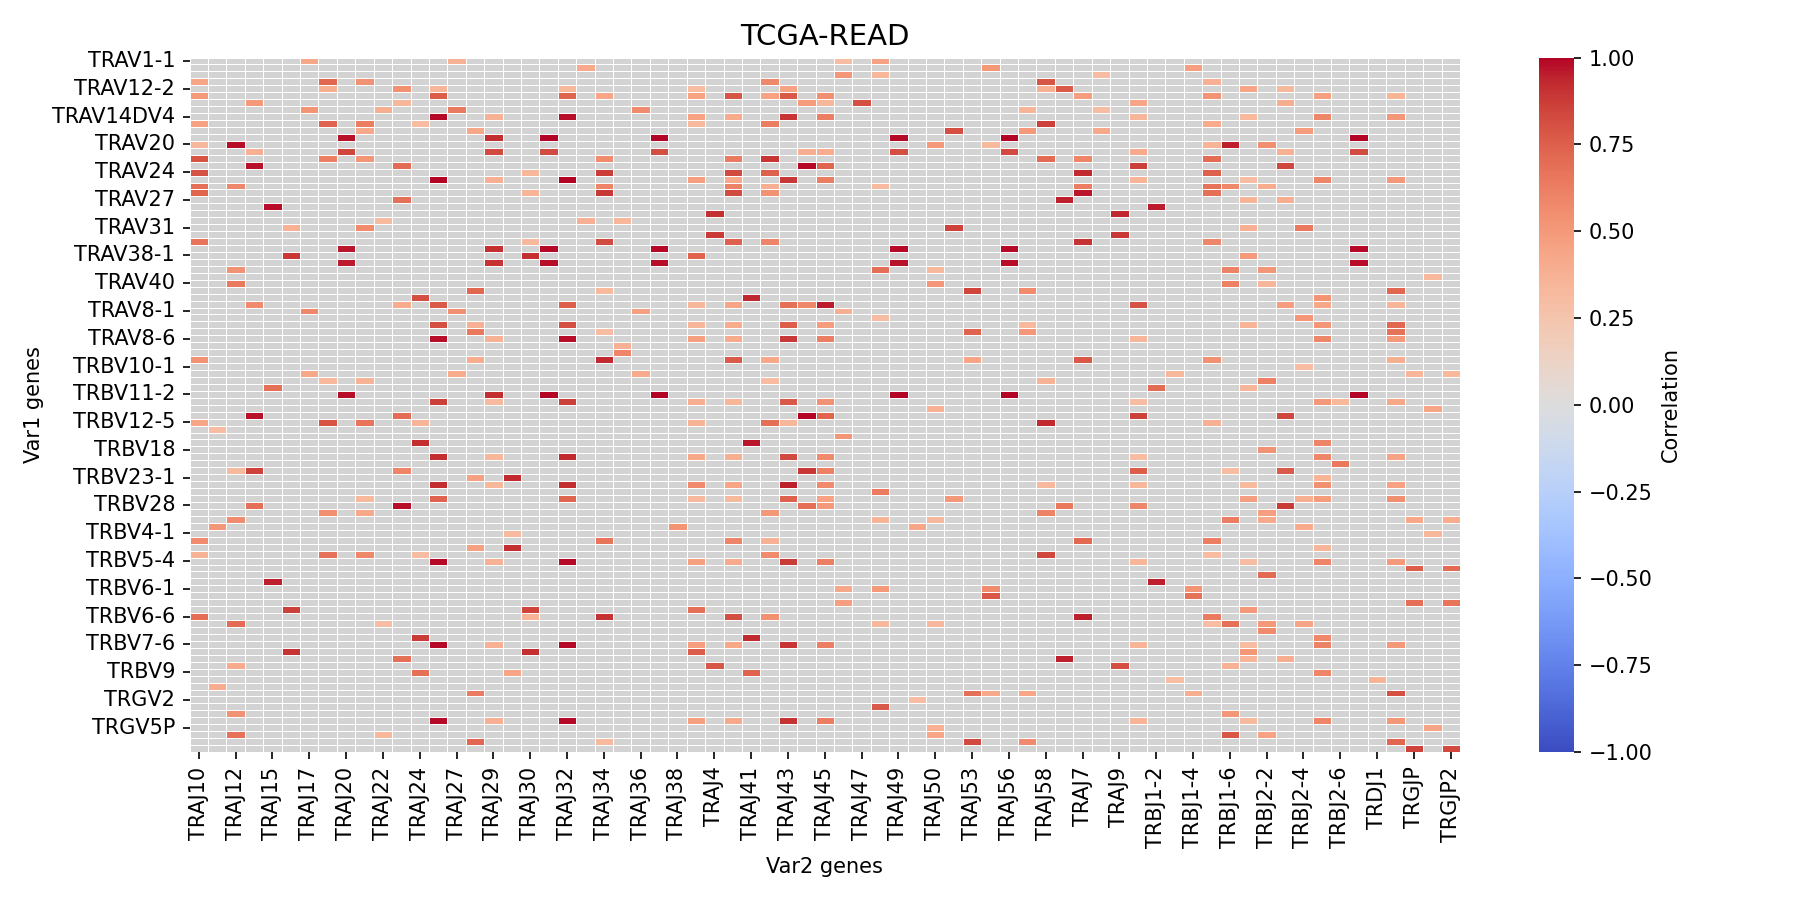 TCGA-READ
TRAV1-1
TRAV12-2
TRAV14DV4
TRAV20
TRAV24
TRAV27
TRAV31
TRAV38-1
TRAV40
TRAV8-1
TRAV8-6
TRBV10-1
TRBV11-2
TRBV12-5
TRBV18
TRBV23-1
TRBV28
TRBV4-1
TRBV5-4
TRBV6-1
TRBV6-6
TRBV7-6
TRBV9
TRGV2
TRGV5P
Var1 genes
TRAJ10
TRAJ12
TRAJ15
TRAJ17
TRAJ20
TRAJ22
TRAJ24
TRAJ27
TRAJ29
TRAJ30
TRAJ32
TRAJ34
TRAJ36
TRAJ38
TRAJ4
TRAJ41
TRAJ43
TRAJ45
TRAJ47
TRAJ49
TRAJ50
TRAJ53
TRAJ56
TRAJ58
TRAJ7
TRAJ9
TRBJ1-2
TRBJ1-4
TRBJ1-6
TRBJ2-2
TRBJ2-4
TRBJ2-6
TRDJ1
TRGJP
TRGJP2
Var2 genes
1.00
0.75
0.50
0.25
0.00
−0.25
−0.50
−0.75
−1.00
Correlation